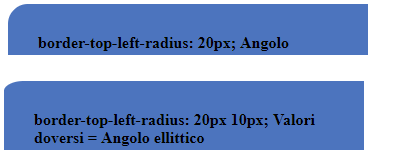 border-top-left-radius: 20px; Angolo
border-top-left-radius: 20px 10px; Valori
doversi = Angolo ellittico